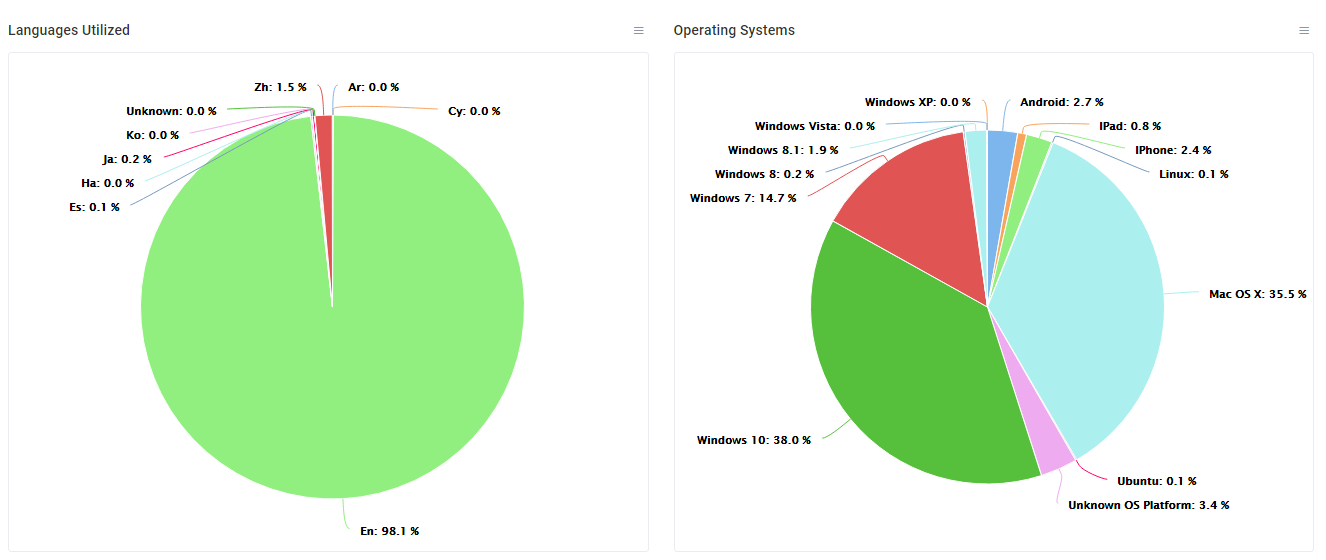 Languages Utilized
Zh: 1.5 %
Ar: 0.0 %
Unknown: 0.0 %
Cy: 0.0 %
Ko: 0.0 %
Ja: 0.2 %
Ha: 0.0 %
Es: 0.1 %
En: 98.1 %
Operating Systems
Windows XP: 0.0 %
Android: 2.7 %
Windows Vista: 0.0 %
IPad: 0.8 %
Windows 8.1: 1.9 %
IPhone: 2.4 %
Windows 8: 0.2 %
Linux: 0.1 %
Windows 7: 14.7 %
Mac OS X: 35.5 %
Windows 10: 38.0 %
Ubuntu: 0.1 %
Unknown OS Platform: 3.4 %